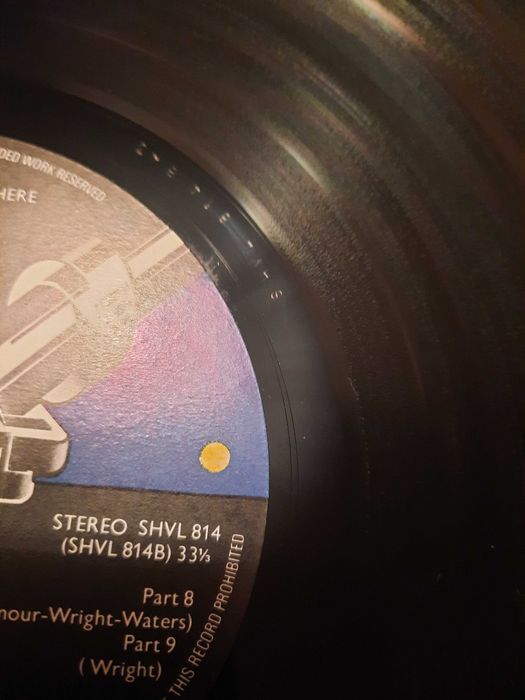 DED WORK RESERVED
HERE
STEREO SHVL 814
(SHVL 814B) 33⅓
Part 8
mour-Wright-Waters)
Part 9
(Wright)
THIS RECORD PROHIBITED